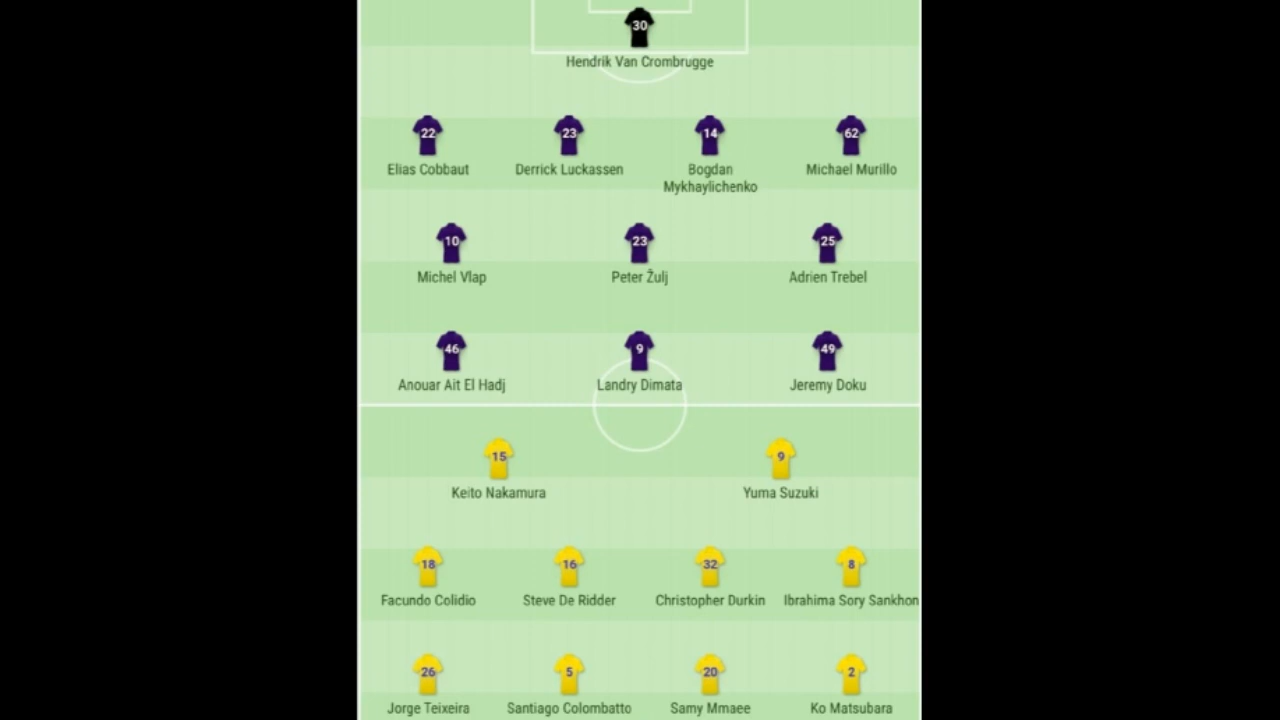 30
Hendrik Van Crombrugge
22 23 14 62
Elias Cobbaut Derrick Luckassen Bogdan Mykhaylichenko Michael Murillo
10 23 25
Michel Vlap Peter Žulj Adrien Trebel
46 9 49
Anouar Ait El Hadj Landry Dimata Jeremy Doku
15 9
Keito Nakamura Yuma Suzuki
18 16 32 8
Facundo Colidio Steve De Ridder Christopher Durkin Ibrahima Sory Sankhon
26 5 20 2
Jorge Teixeira Santiago Colombatto Samy Mmaee Ko Matsubara